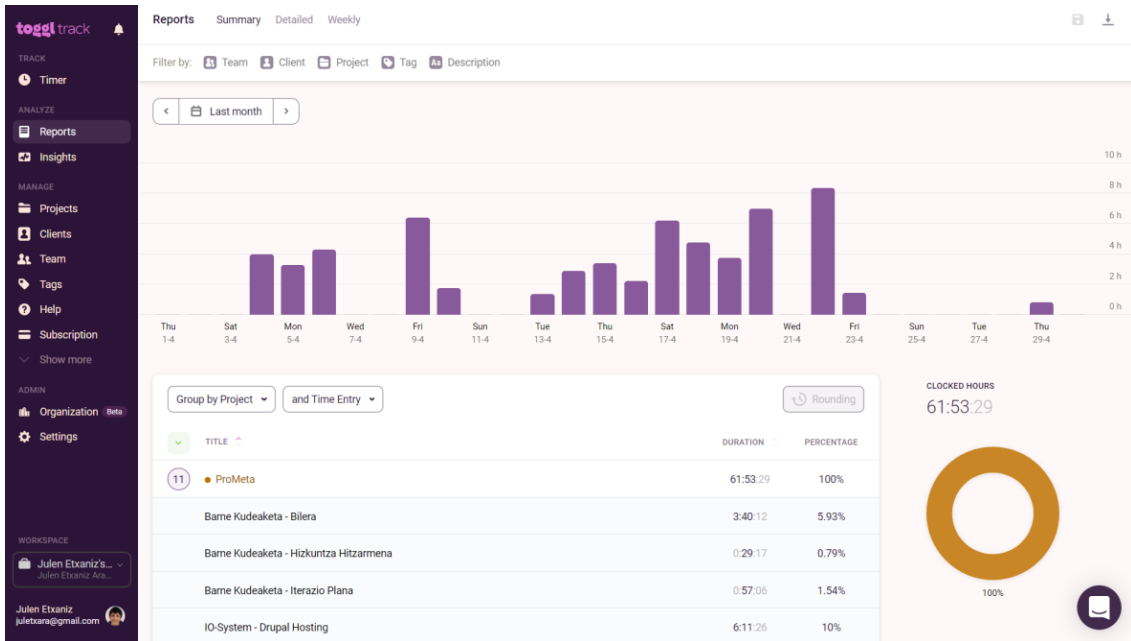 toggl track
Reports Summary Detailed Weekly
TRACK
Timer
Filter by: Team Client Project Tag Aa Description
ANALYZE
Reports
Insights
Last month
MANAGE
Projects
Clients
Team
Tags
Help
Subscription
Show more
ADMIN
Organization Beta
Settings
WORKSPACE
Julen Etxaniz's...
Julen Etxaniz Ara...
Julen Etxaniz
juletxara@gmail.com
10 h
8 h
6 h
4 h
2 h
0 h
Thu Sat Mon Wed Fri Sun Tue Thu Sat Mon Wed Fri Sun Tue Thu
1-4 3-4 5-4 7-4 9-4 11-4 13-4 15-4 17-4 19-4 21-4 23-4 25-4 27-4 29-4
Group by Project and Time Entry Rounding
TITLE DURATION PERCENTAGE
11 ProMeta 61:53:29 100%
Barne Kudeaketa - Bilera 3:40:12 5.93%
Barne Kudeaketa - Hizkuntza Hitzarmena 0:29:17 0.79%
Barne Kudeaketa - Iterazio Plana 0:57:06 1.54%
IO-System - Drupal Hosting 6:11:26 10%
CLOCKED HOURS
61:53:29
100%